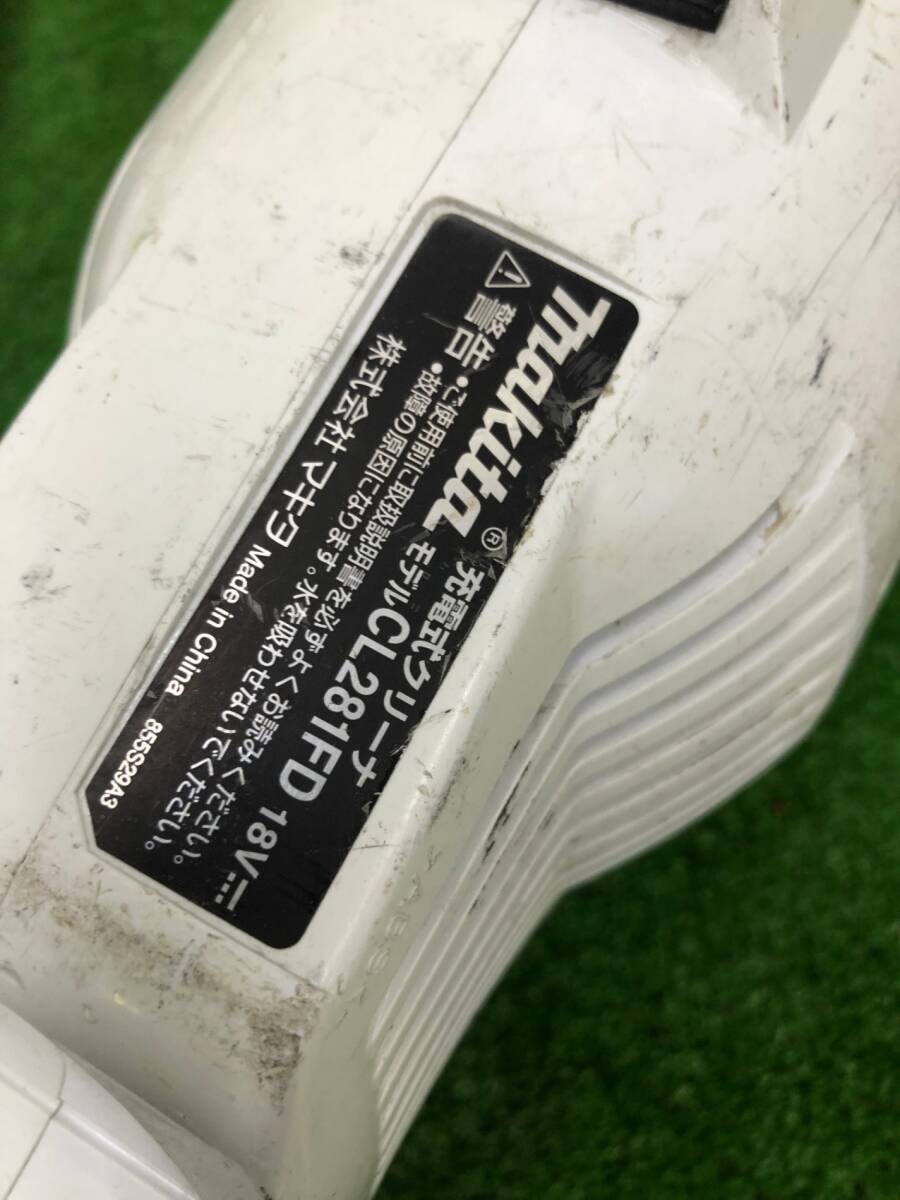 makita® 充電式クリーナ
モデルCL281FD 18V⎓
⚠警告 •ご使用前に取扱説明書を必ずよくお読みください。
•故障の原因になります。水を吸わせないでください。
株式会社 マキタ Made in China 855S29A3